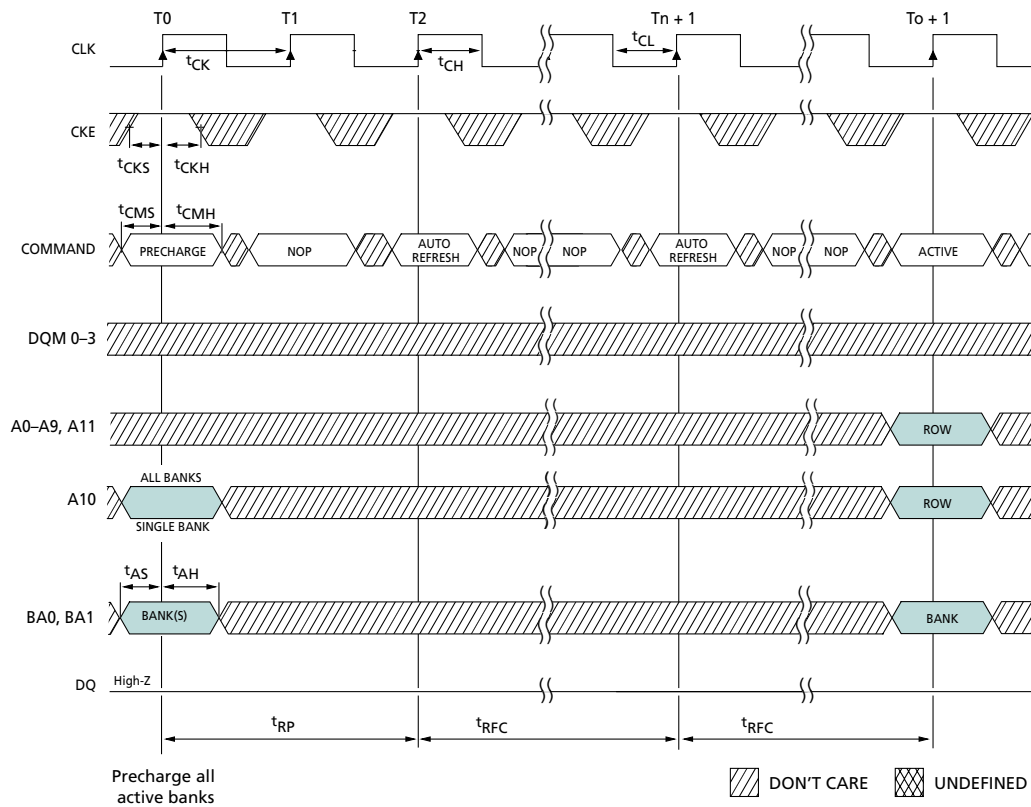 T0 T1 T2 Tn + 1 To + 1
CLK
tCK tCH tCL
CKE
tCKS tCKH
tCMS tCMH
COMMAND PRECHARGE NOP AUTO REFRESH NOP NOP AUTO REFRESH NOP NOP ACTIVE
DQM 0–3
A0–A9, A11 ROW
ALL BANKS
A10 ROW
SINGLE BANK
tAS tAH
BA0, BA1 BANK(S) BANK
DQ High-Z
tRP tRFC tRFC
Precharge all
active banks
DON'T CARE UNDEFINED